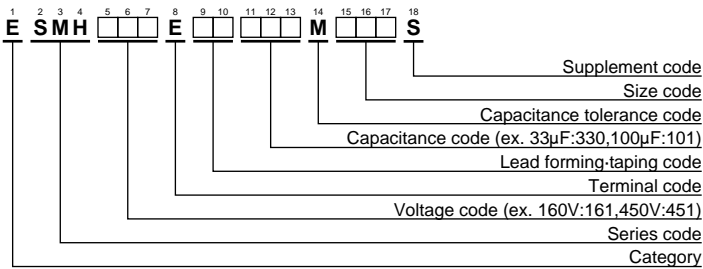 1 2 3 4 5 6 7 8 9 10 11 12 13 14 15 16 17 18
E SMH E M S
Supplement code
Size code
Capacitance tolerance code
Capacitance code (ex. 33μF:330,100μF:101)
Lead forming·taping code
Terminal code
Voltage code (ex. 160V:161,450V:451)
Series code
Category